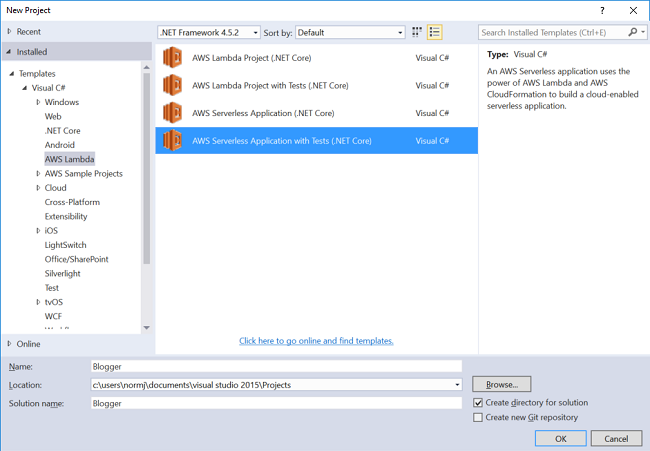 New Project
?
Recent
.NET Framework 4.5.2
Sort by:
Default
Search Installed Templates (Ctrl+E)
Installed
Templates
Visual C#
Windows
Web
.NET Core
Android
AWS Lambda
AWS Sample Projects
Cloud
Cross-Platform
Extensibility
iOS
LightSwitch
Office/SharePoint
Silverlight
Test
tvOS
WCF
Online
AWS Lambda Project (.NET Core) Visual C#
AWS Lambda Project with Tests (.NET Core) Visual C#
AWS Serverless Application (.NET Core) Visual C#
AWS Serverless Application with Tests (.NET Core) Visual C#
Click here to go online and find templates.
Type: Visual C#
An AWS Serverless application uses the
power of AWS Lambda and AWS
CloudFormation to build a cloud-enabled
serverless application.
Name: Blogger
Location: c:\users\normj\documents\visual studio 2015\Projects
Browse...
Solution name: Blogger
Create directory for solution
Create new Git repository
OK
Cancel